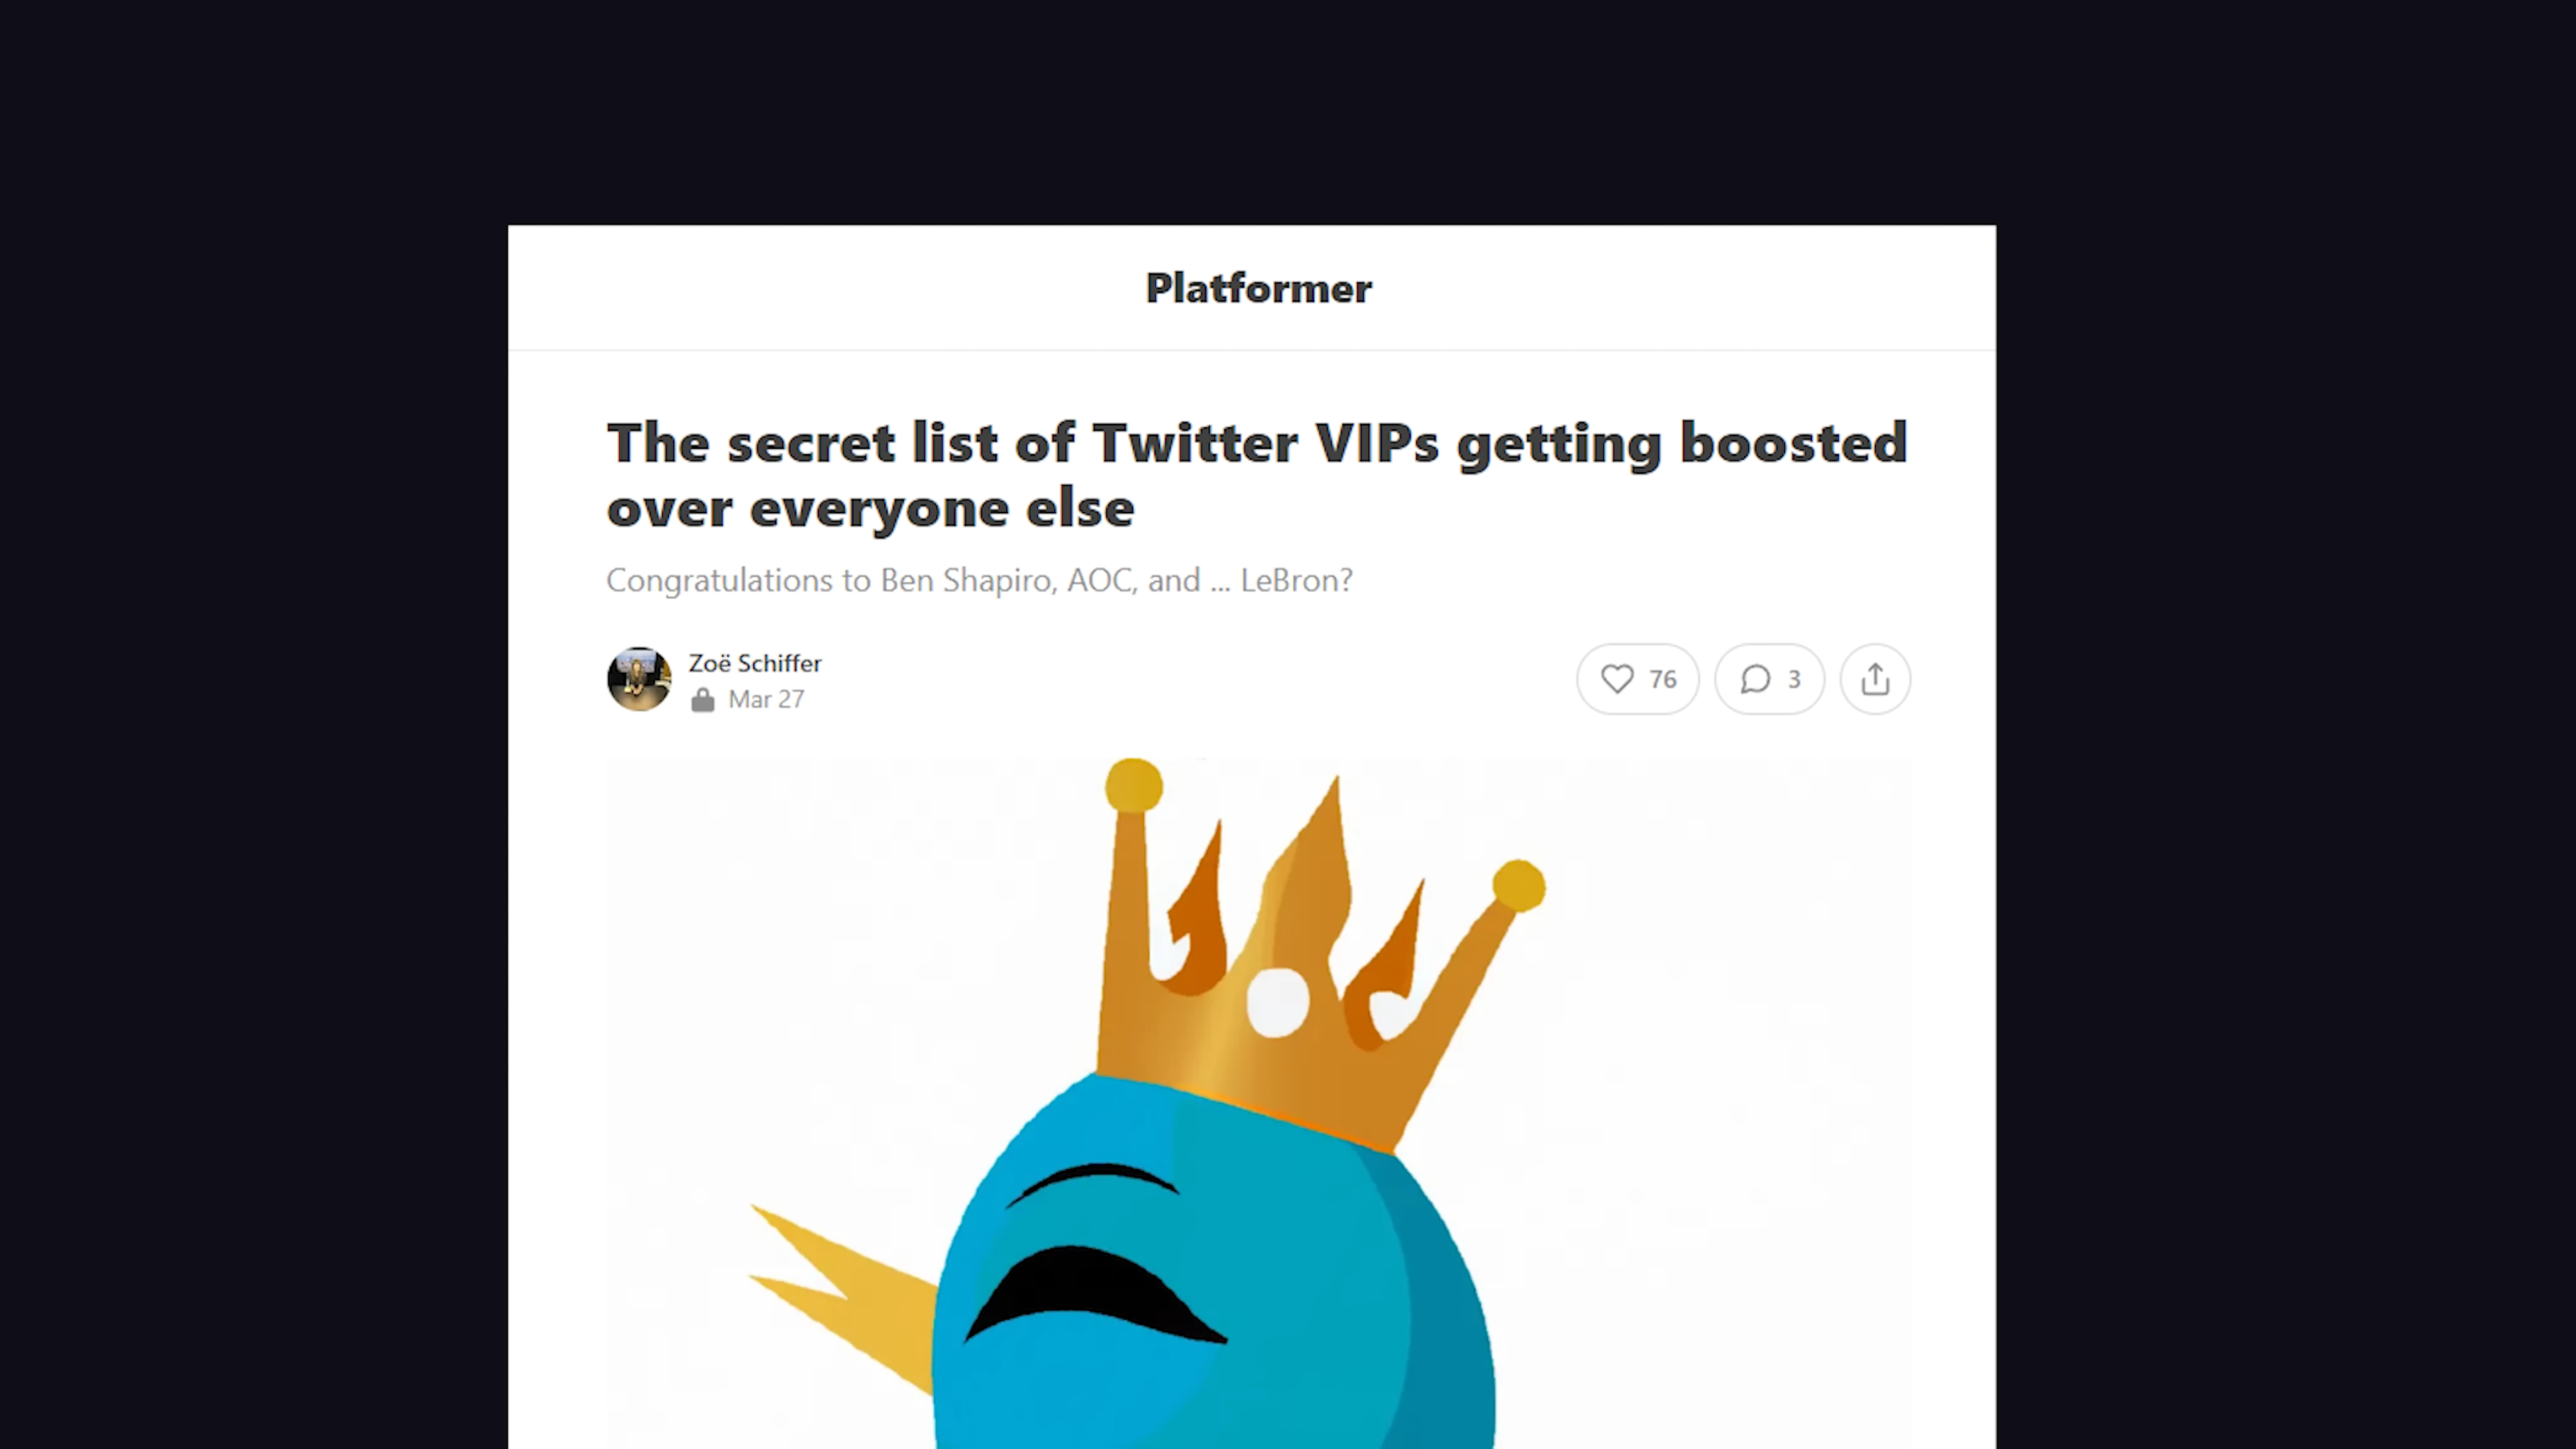 Platformer
The secret list of Twitter VIPs getting boosted
over everyone else
Congratulations to Ben Shapiro, AOC, and ... LeBron?
Zoë Schiffer
Mar 27
76
3